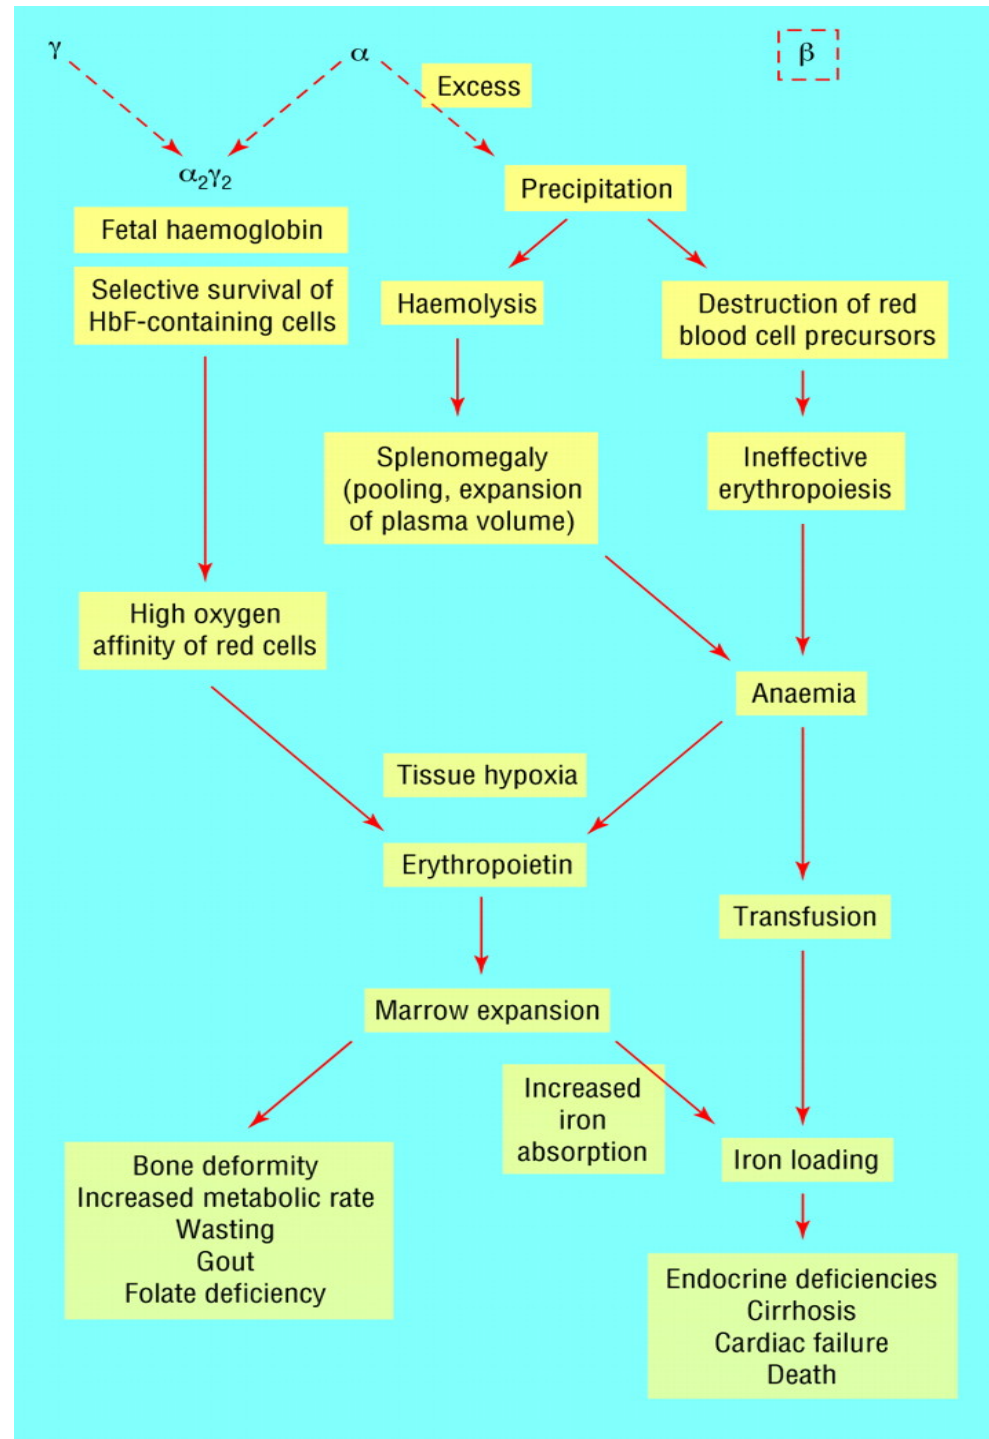 γ
α
β
Excess
α₂γ₂
Precipitation
Fetal haemoglobin
Selective survival of
HbF-containing cells
Haemolysis
Destruction of red
blood cell precursors
Splenomegaly
(pooling, expansion
of plasma volume)
Ineffective
erythropoiesis
High oxygen
affinity of red cells
Anaemia
Tissue hypoxia
Erythropoietin
Transfusion
Marrow expansion
Increased
iron
absorption
Iron loading
Bone deformity
Increased metabolic rate
Wasting
Gout
Folate deficiency
Endocrine deficiencies
Cirrhosis
Cardiac failure
Death